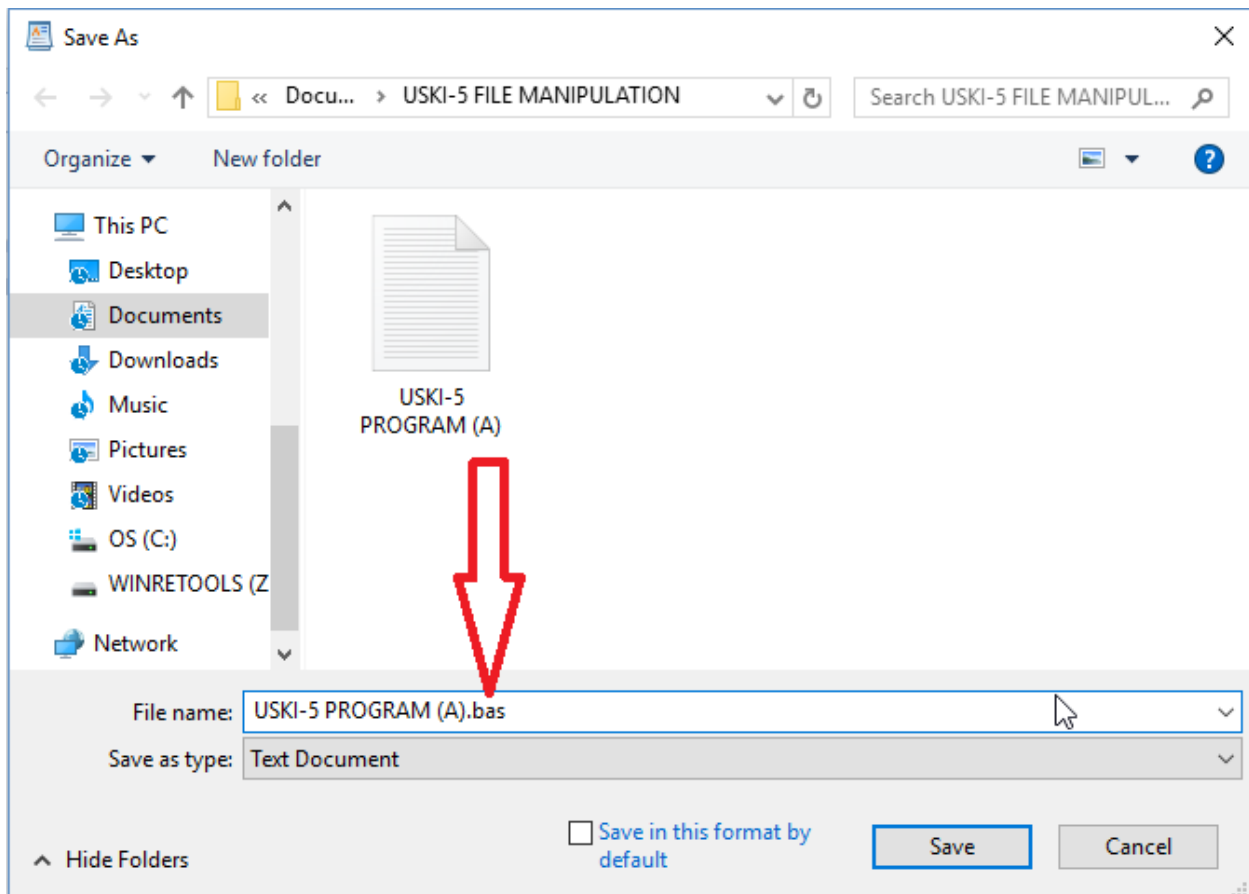 Save As
« Docu... > USKI-5 FILE MANIPULATION
Search USKI-5 FILE MANIPUL...
Organize
New folder
?
This PC
Desktop
Documents
Downloads
Music
Pictures
Videos
OS (C:)
WINRETOOLS (Z
Network
USKI-5
PROGRAM (A)
File name: USKI-5 PROGRAM (A).bas
Save as type: Text Document
Save in this format by
default
Save
Cancel
Hide Folders